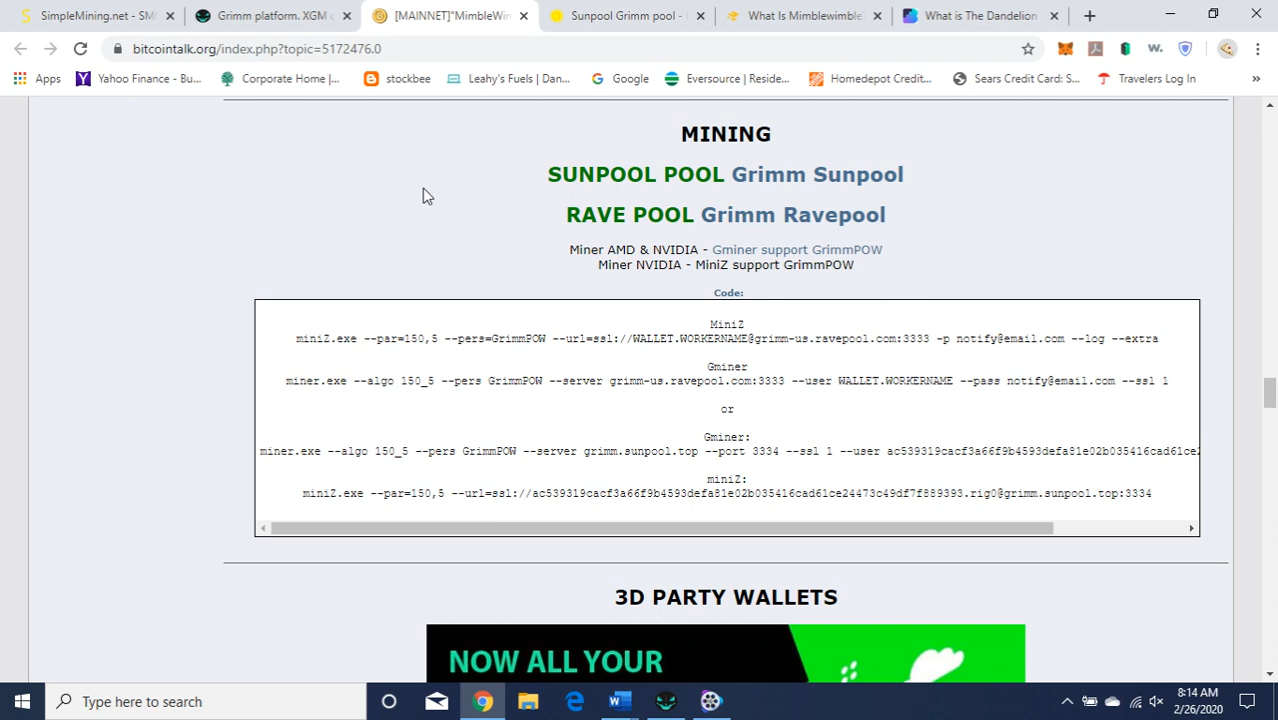 SimpleMining.net - SM
Grimm platform. XGM c
[MAINNET]"MimbleWin
Sunpool Grimm pool -
What Is Mimblewimble
What is The Dandelion
bitcointalk.org/index.php?topic=5172476.0
w.
Apps
Yahoo Finance - Bu...
Corporate Home |...
stockbee
Leahy's Fuels | Dan...
Google
Eversource | Reside...
Homedepot Credit...
Sears Credit Card: S...
Travelers Log In
»
MINING
SUNPOOL POOL Grimm Sunpool
RAVE POOL Grimm Ravepool
Miner AMD & NVIDIA - Gminer support GrimmPOW
Miner NVIDIA - MiniZ support GrimmPOW
Code:
MiniZ
miniZ.exe --par=150,5 --pers=GrimmPOW --url=ssl://WALLET.WORKERNAME@grimm-us.ravepool.com:3333 -p notify@email.com --log --extra
Gminer
miner.exe --algo 150_5 --pers GrimmPOW --server grimm-us.ravepool.com:3333 --user WALLET.WORKERNAME --pass notify@email.com --ssl 1
or
Gminer:
miner.exe --algo 150_5 --pers GrimmPOW --server grimm.sunpool.top --port 3334 --ssl 1 --user ac539319cacf3a66f9b4593defa81e02b035416cad61ce2
miniZ:
miniZ.exe --par=150,5 --url=ssl://ac539319cacf3a66f9b4593defa81e02b035416cad61ce24473c49df7f889393.rig0@grimm.sunpool.top:3334
3D PARTY WALLETS
NOW ALL YOUR
Type here to search
8:14 AM
2/26/2020